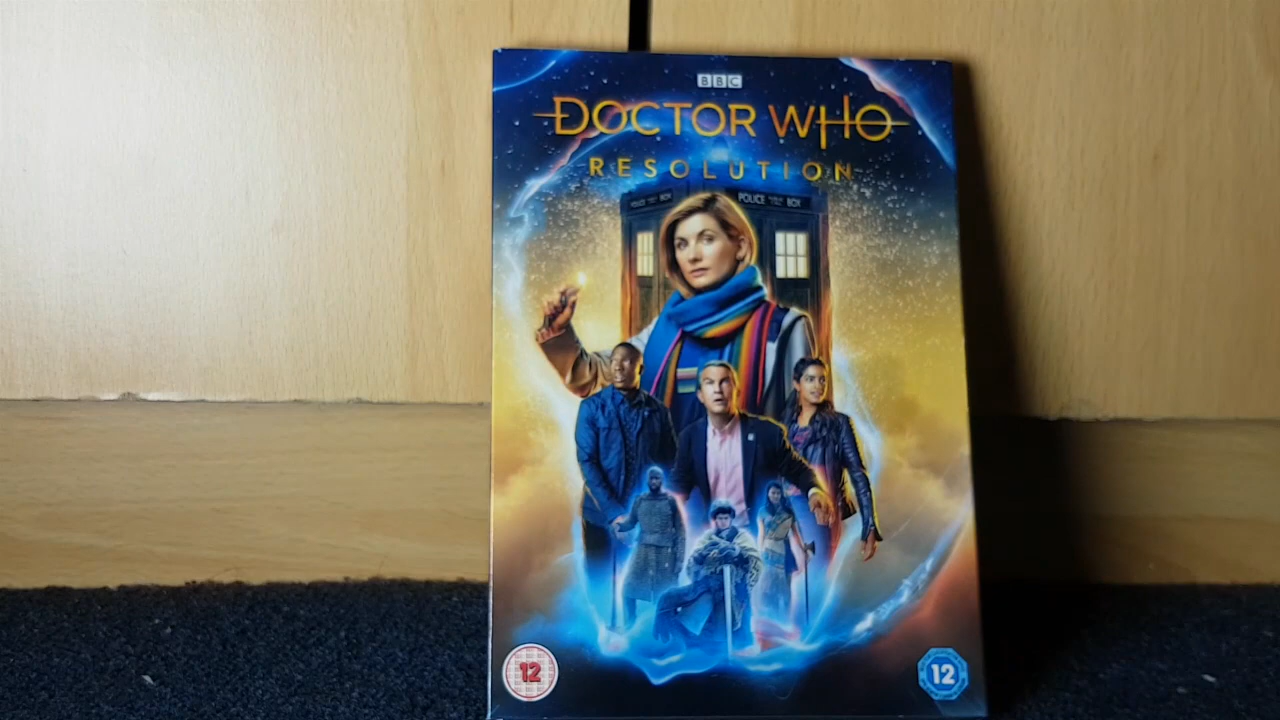 BBC
DOCTOR WHO
RESOLUTION
POLICE BOX
POLICE BOX
12
12